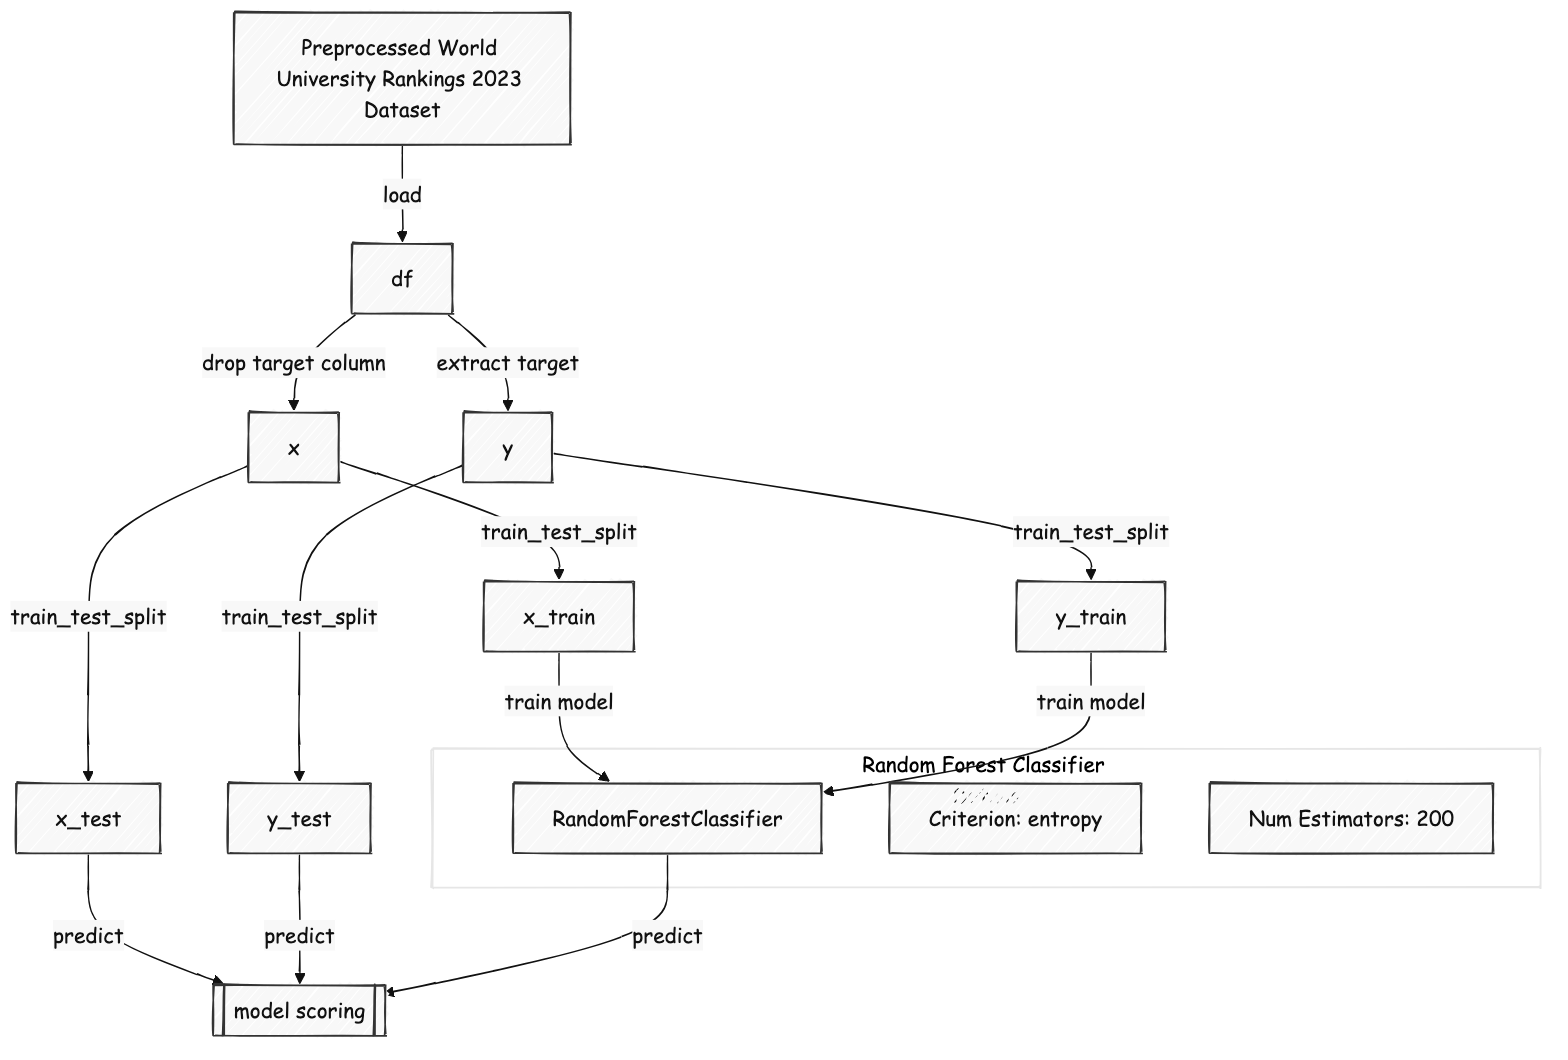 Preprocessed World
University Rankings 2023
Dataset
load
df
drop target column
extract target
x
y
train_test_split
train_test_split
train_test_split
train_test_split
x_train
y_train
train model
train model
Random Forest Classifier
x_test
y_test
RandomForestClassifier
Criterion: entropy
Num Estimators: 200
predict
predict
predict
model scoring